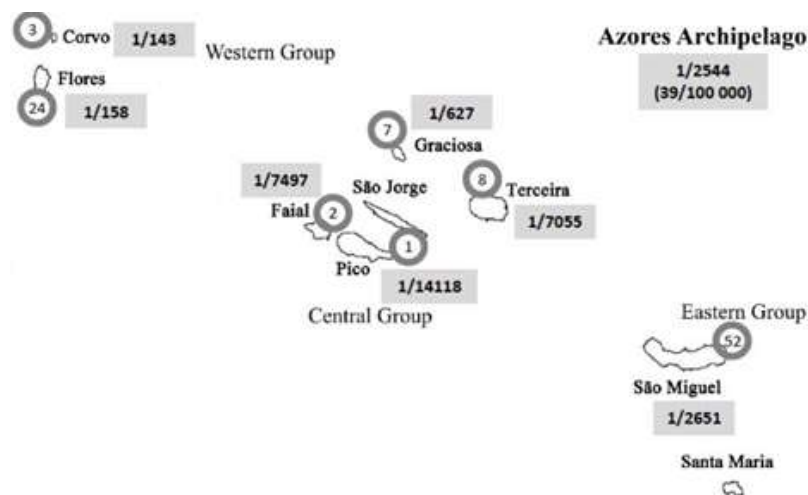 3
Corvo
1/143
Western Group
Flores
24
1/158
Azores Archipelago
1/2544
(39/100 000)
1/627
7
Graciosa
8
Terceira
1/7055
1/7497
São Jorge
Faial
2
1
Pico
1/14118
Central Group
Eastern Group
52
São Miguel
1/2651
Santa Maria